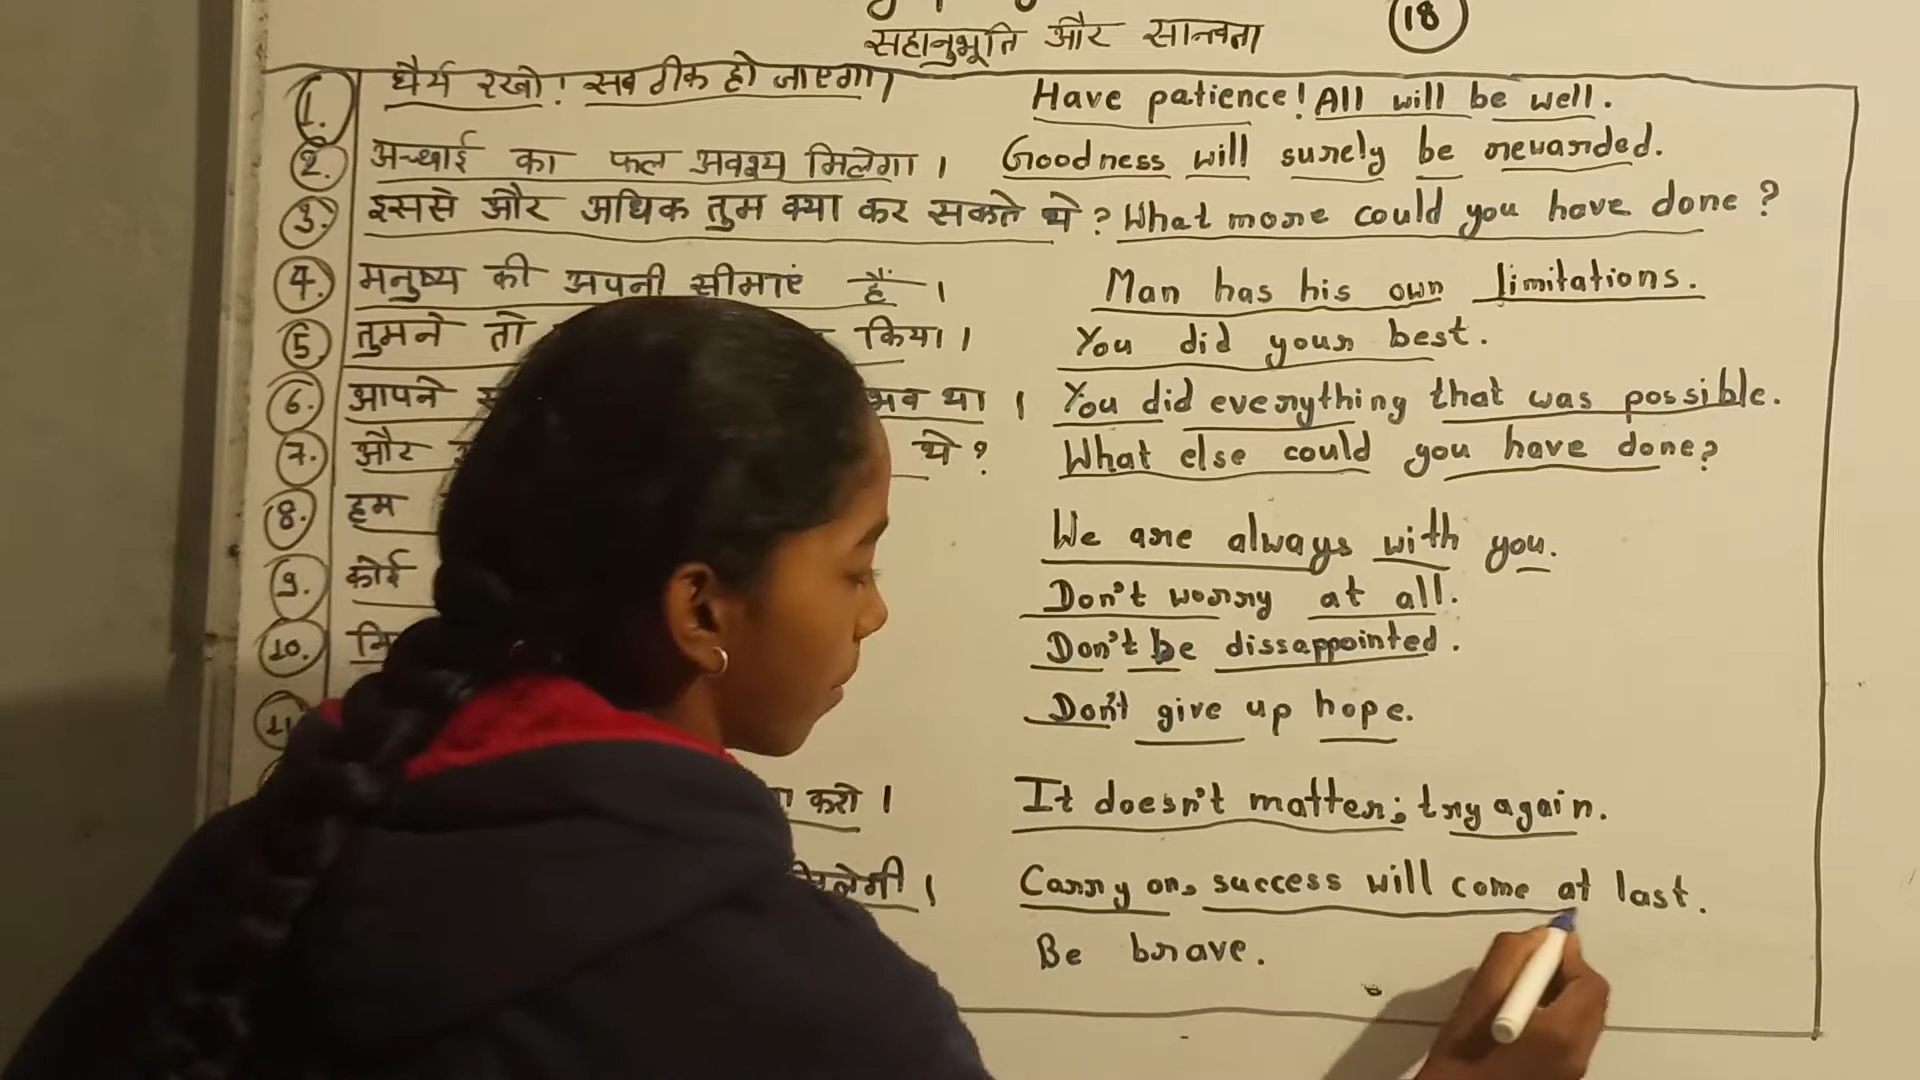 18
सहानुभूति और सान्त्वना
1. धैर्य रखो! सब ठीक हो जाएगा। Have patience! All will be well.
2. अच्छाई का फल अवश्य मिलेगा। Goodness will surely be rewarded.
3. इससे और अधिक तुम क्या कर सकते थे? What more could you have done?
4. मनुष्य की अपनी सीमाएं हैं। Man has his own limitations.
5. तुमने तो किया। You did your best.
6. आपने था। You did everything that was possible.
7. और थे? What else could you have done?
8. हम We are always with you.
9. कोई Don't worry at all.
10. Don't be dissappointed.
11. Don't give up hope.
करो। It doesn't matter; try again.
Carry on, success will come at last.
Be brave.